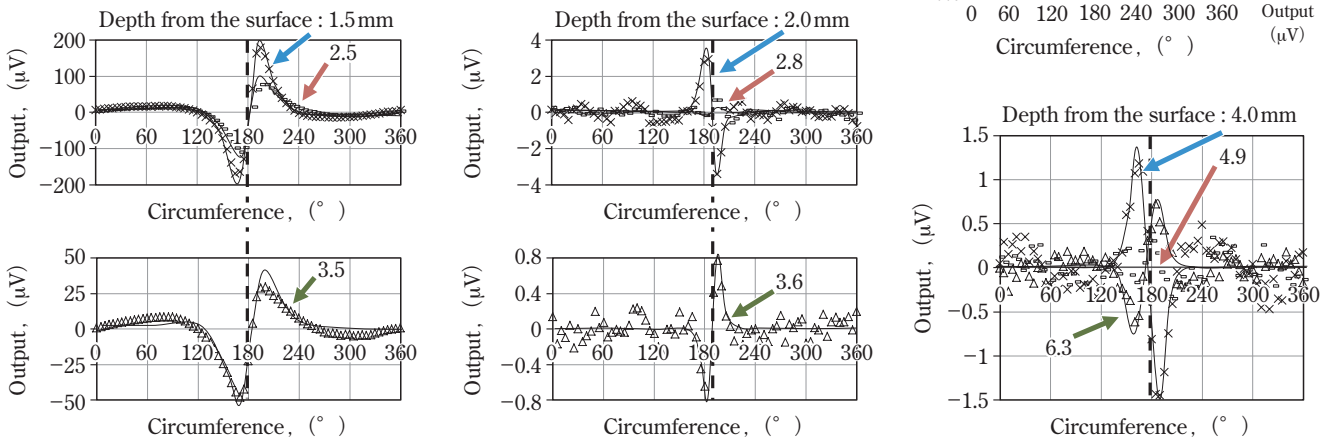 Depth from the surface : 1.5 mm
200
100
0
−100
−200
Output, (μV)
0 60 120 180 240 300 360
2.5
Circumference, (° )
50
25
0
−25
−50
Output, (μV)
0 60 120 180 240 300 360
3.5
Circumference, (° )
Depth from the surface : 2.0 mm
4
2
0
−2
−4
Output, (μV)
0 60 120 180 240 300 360
2.8
Circumference, (° )
0.8
0.4
0
−0.4
−0.8
Output, (μV)
0 60 120 180 240 300 360
3.6
Circumference, (° )
0 60 120 180 240 300 360
Output
(μV)
Circumference, (° )
Depth from the surface : 4.0 mm
1.5
1
0.5
0
−0.5
−1
−1.5
Output, (μV)
0 60 120 180 240 300 360
4.9
6.3
Circumference, (° )